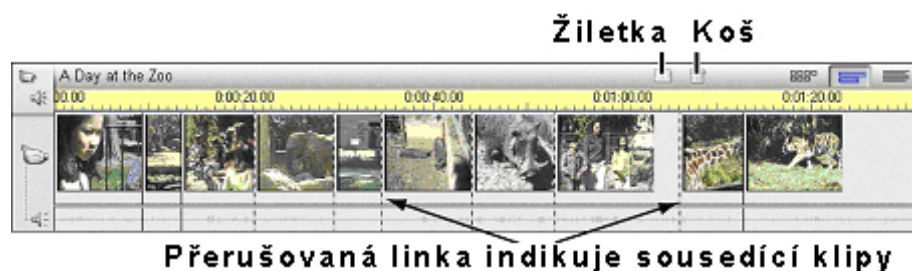 Žiletka Koš
A Day at the Zoo
00.00 0:00:20.00 0:00:40.00 0:01:00.00 0:01:20.00
Přerušovaná linka indikuje sousedící klipy